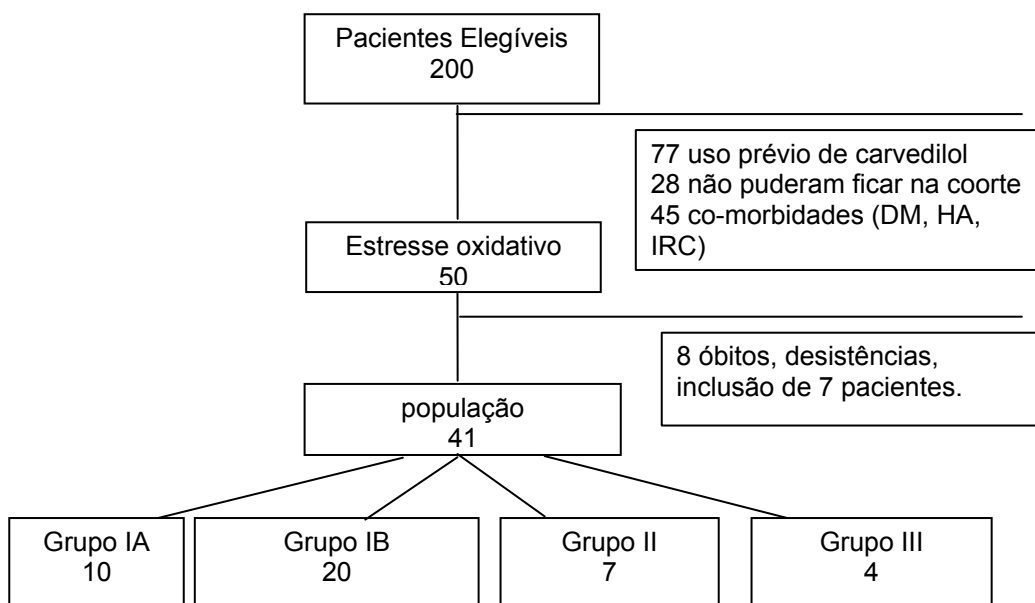 Pacientes Elegíveis
200
77 uso prévio de carvedilol
28 não puderam ficar na coorte
45 co-morbidades (DM, HA,
IRC)
Estresse oxidativo
50
8 óbitos, desistências,
inclusão de 7 pacientes.
população
41
Grupo IA
10
Grupo IB
20
Grupo II
7
Grupo III
4